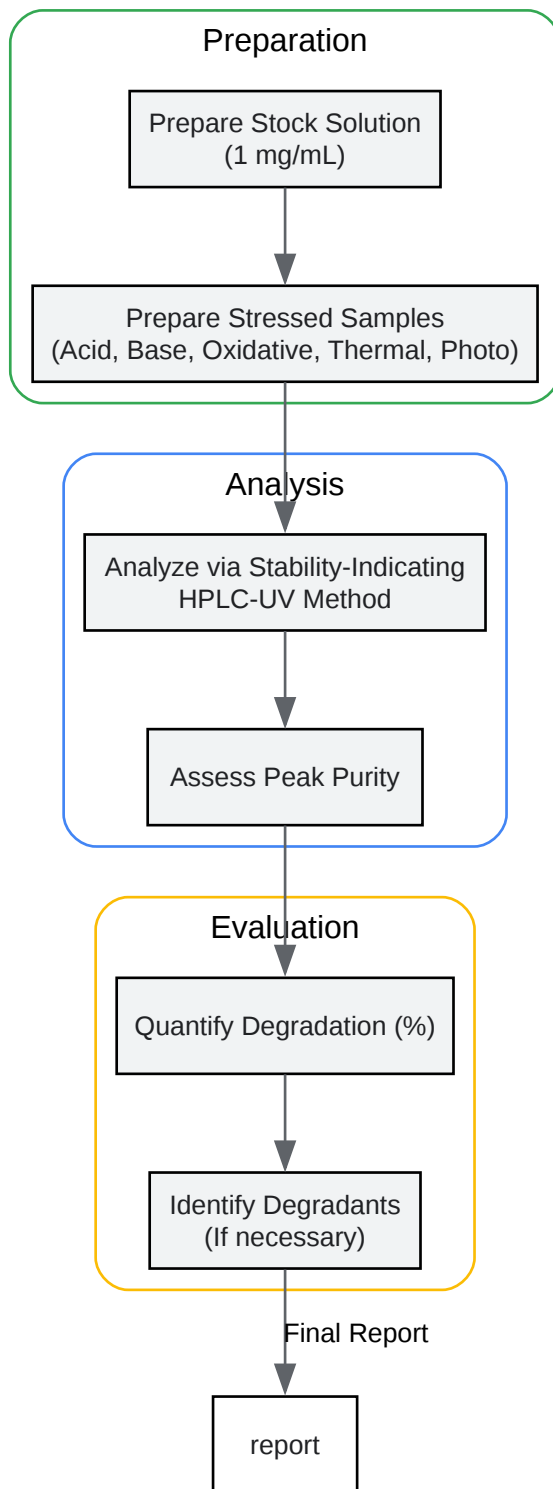 Preparation
Prepare Stock Solution
(1 mg/mL)
Prepare Stressed Samples
(Acid, Base, Oxidative, Thermal, Photo)
Analysis
Analyze via Stability-Indicating
HPLC-UV Method
Assess Peak Purity
Evaluation
Quantify Degradation (%)
Identify Degradants
(If necessary)
Final Report
report